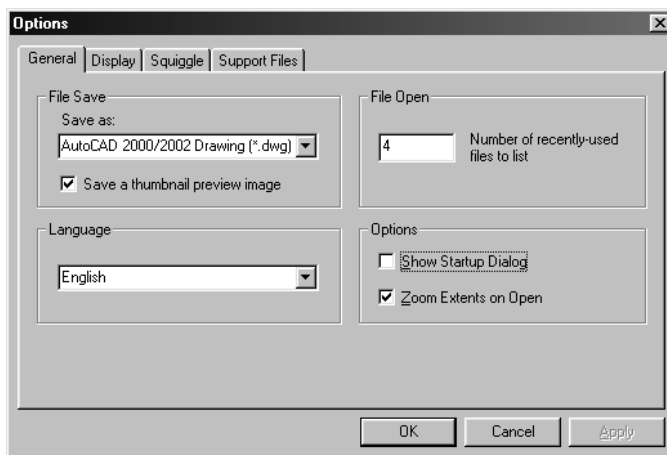 Options
General
Display
Squiggle
Support Files
File Save
Save as:
AutoCAD 2000/2002 Drawing (*.dwg)
Save a thumbnail preview image
File Open
4
Number of recently-used
files to list
Language
English
Options
Show Startup Dialog
Zoom Extents on Open
OK
Cancel
Apply